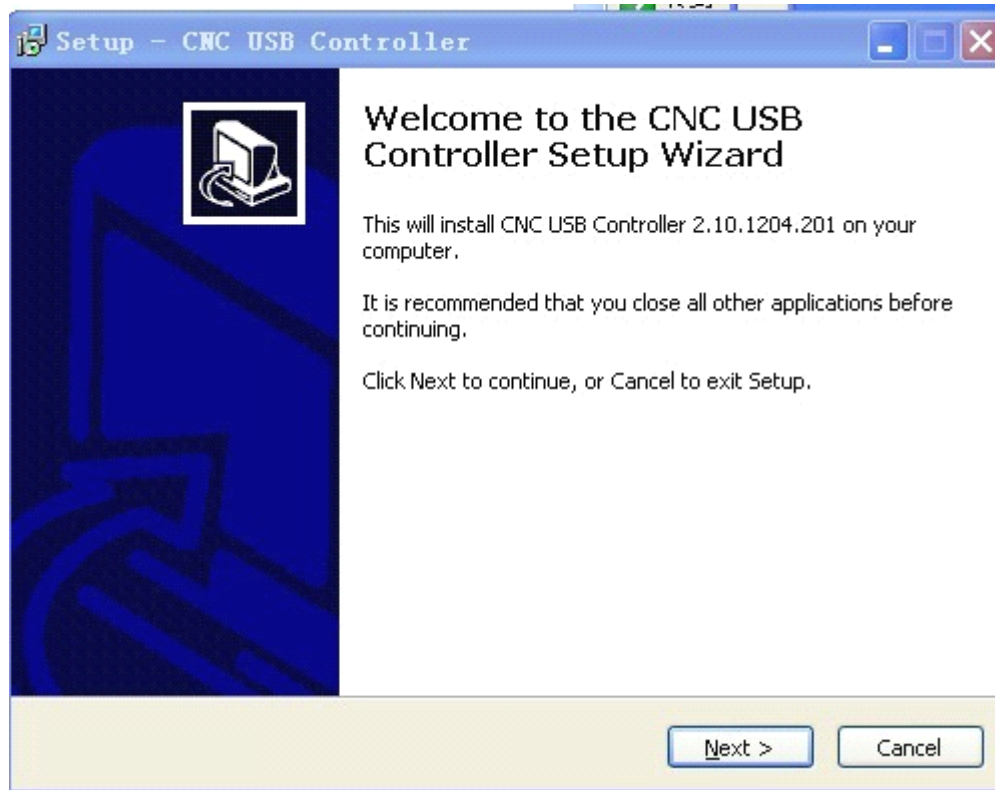 Setup - CNC USB Controller
Welcome to the CNC USB
Controller Setup Wizard
This will install CNC USB Controller 2.10.1204.201 on your
computer.
It is recommended that you close all other applications before
continuing.
Click Next to continue, or Cancel to exit Setup.
Next >
Cancel